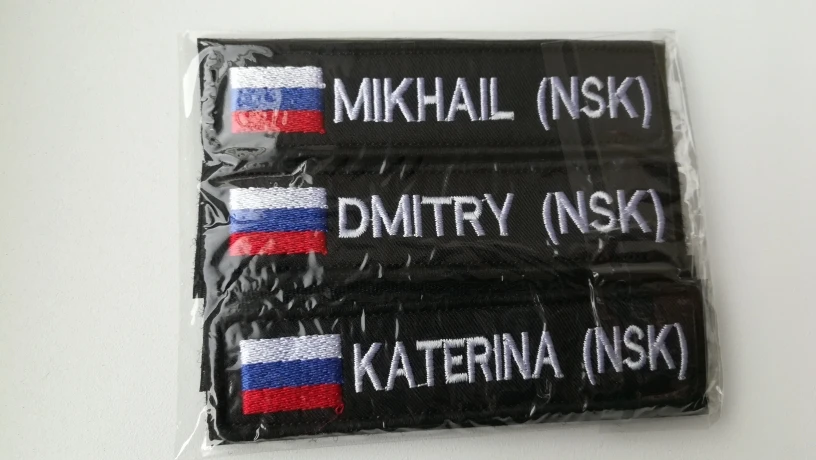 MIKHAIL (NSK)
DMITRY (NSK)
KATERINA (NSK)